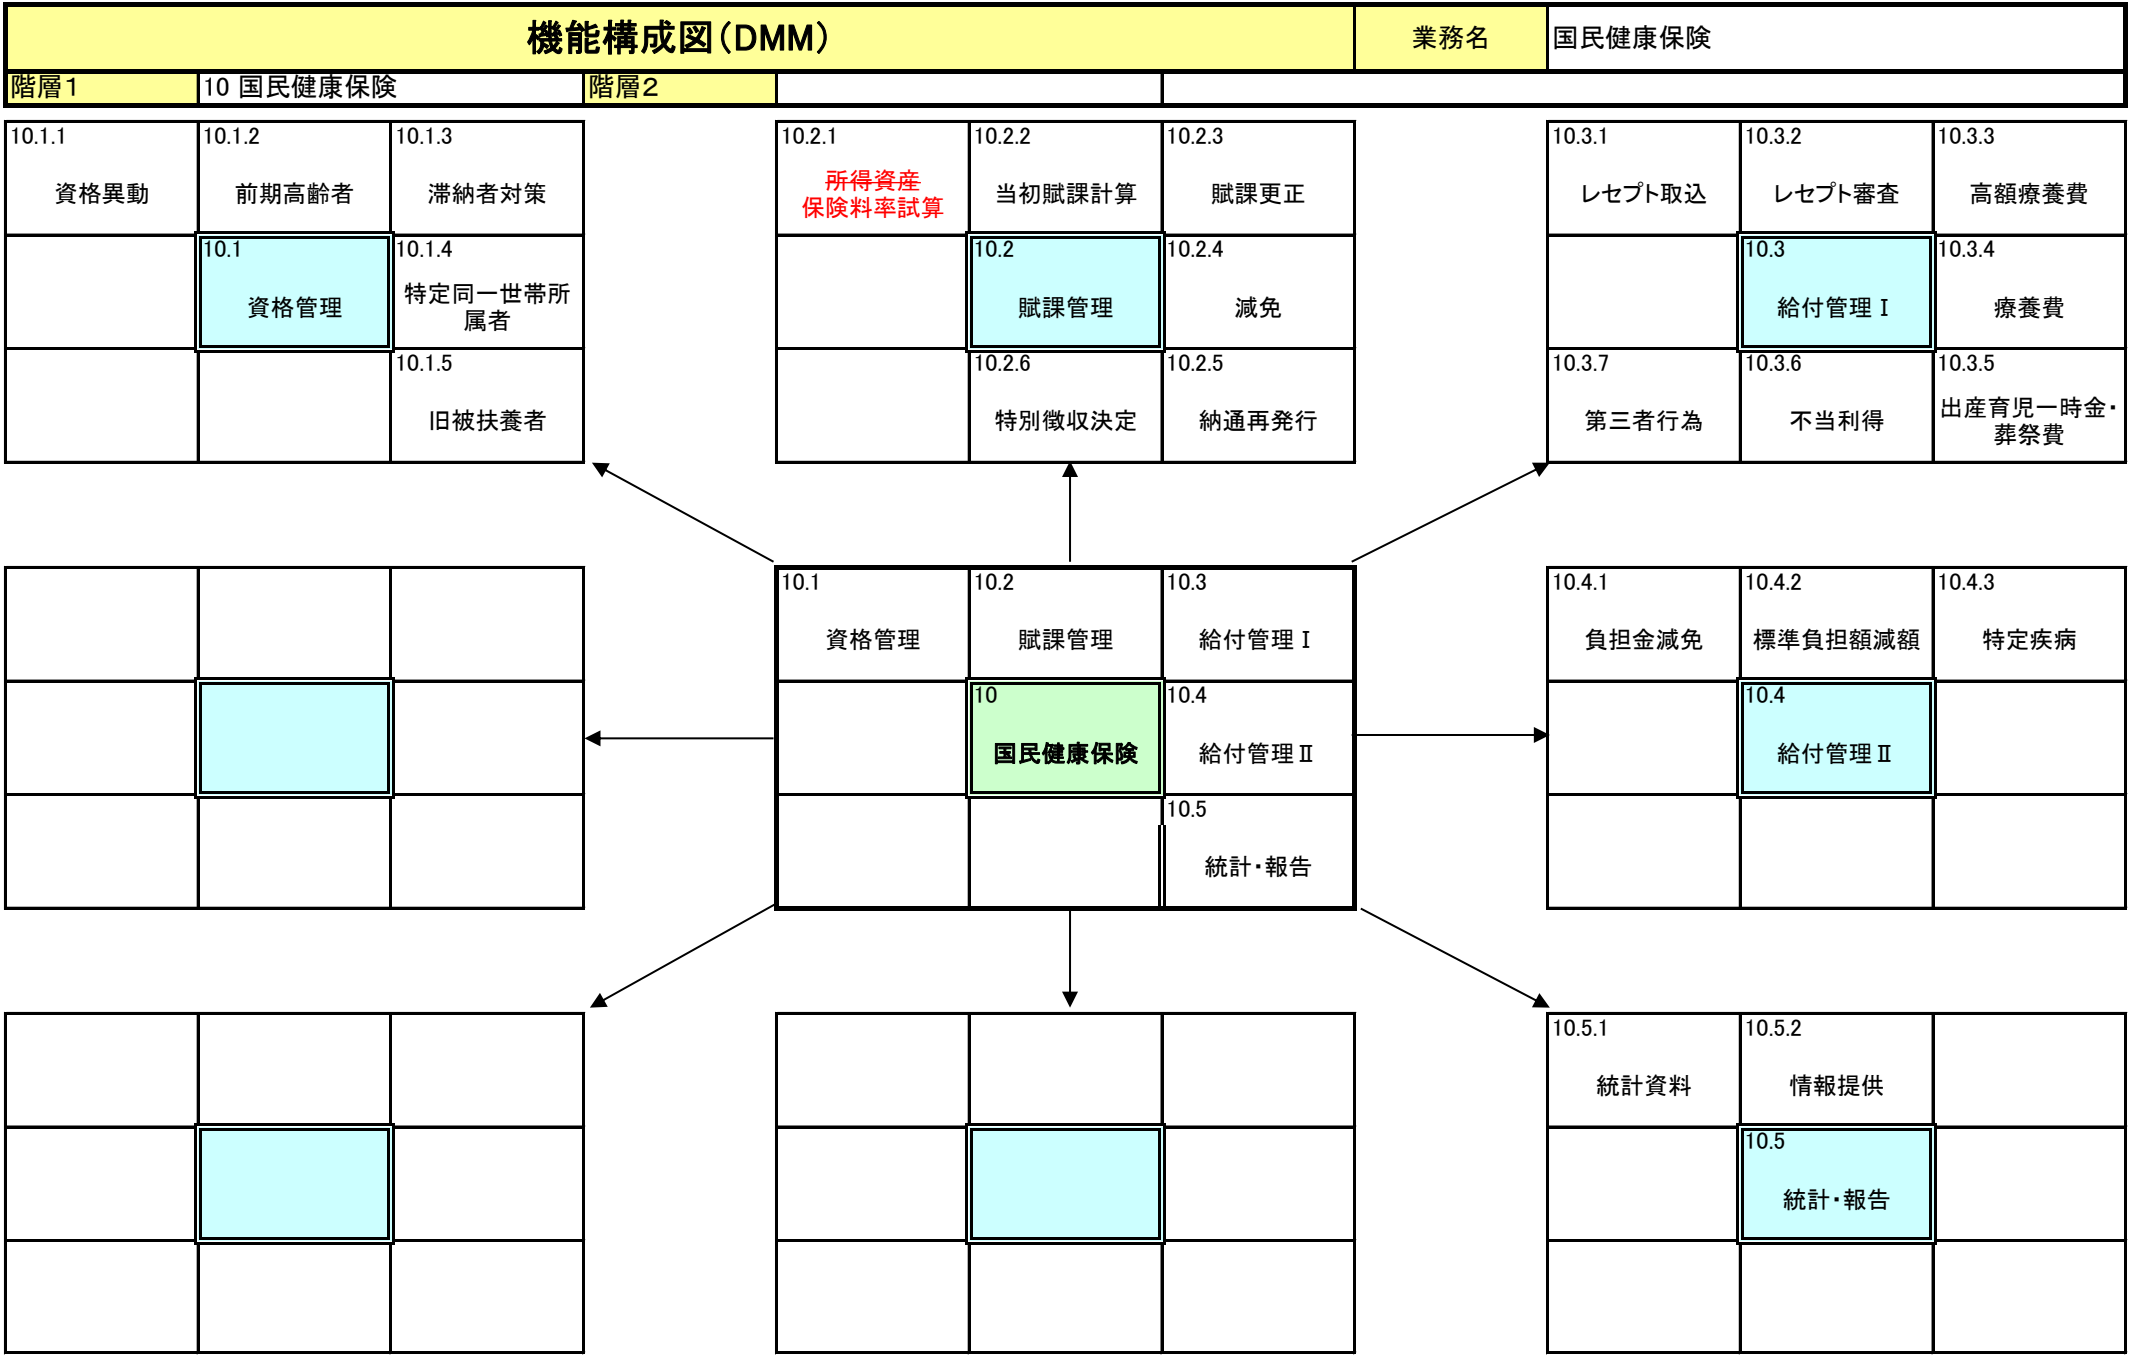 機能構成図(DMM)
業務名
国民健康保険
階層1
10 国民健康保険
階層2
10.1.1
資格異動
10.1.2
前期高齢者
10.1.3
滞納者対策
10.1
資格管理
10.1.4
特定同一世帯所
属者
10.1.5
旧被扶養者
10.2.1
所得資産
保険料率試算
10.2.2
当初賦課計算
10.2.3
賦課更正
10.2
賦課管理
10.2.4
減免
10.2.6
特別徴収決定
10.2.5
納通再発行
10.3.1
レセプト取込
10.3.2
レセプト審査
10.3.3
高額療養費
10.3
給付管理Ⅰ
10.3.4
療養費
10.3.7
第三者行為
10.3.6
不当利得
10.3.5
出産育児一時金・
葬祭費
10.1
資格管理
10.2
賦課管理
10.3
給付管理Ⅰ
10
国民健康保険
10.4
給付管理Ⅱ
10.5
統計・報告
10.4.1
負担金減免
10.4.2
標準負担額減額
10.4.3
特定疾病
10.4
給付管理Ⅱ
10.5.1
統計資料
10.5.2
情報提供
10.5
統計・報告